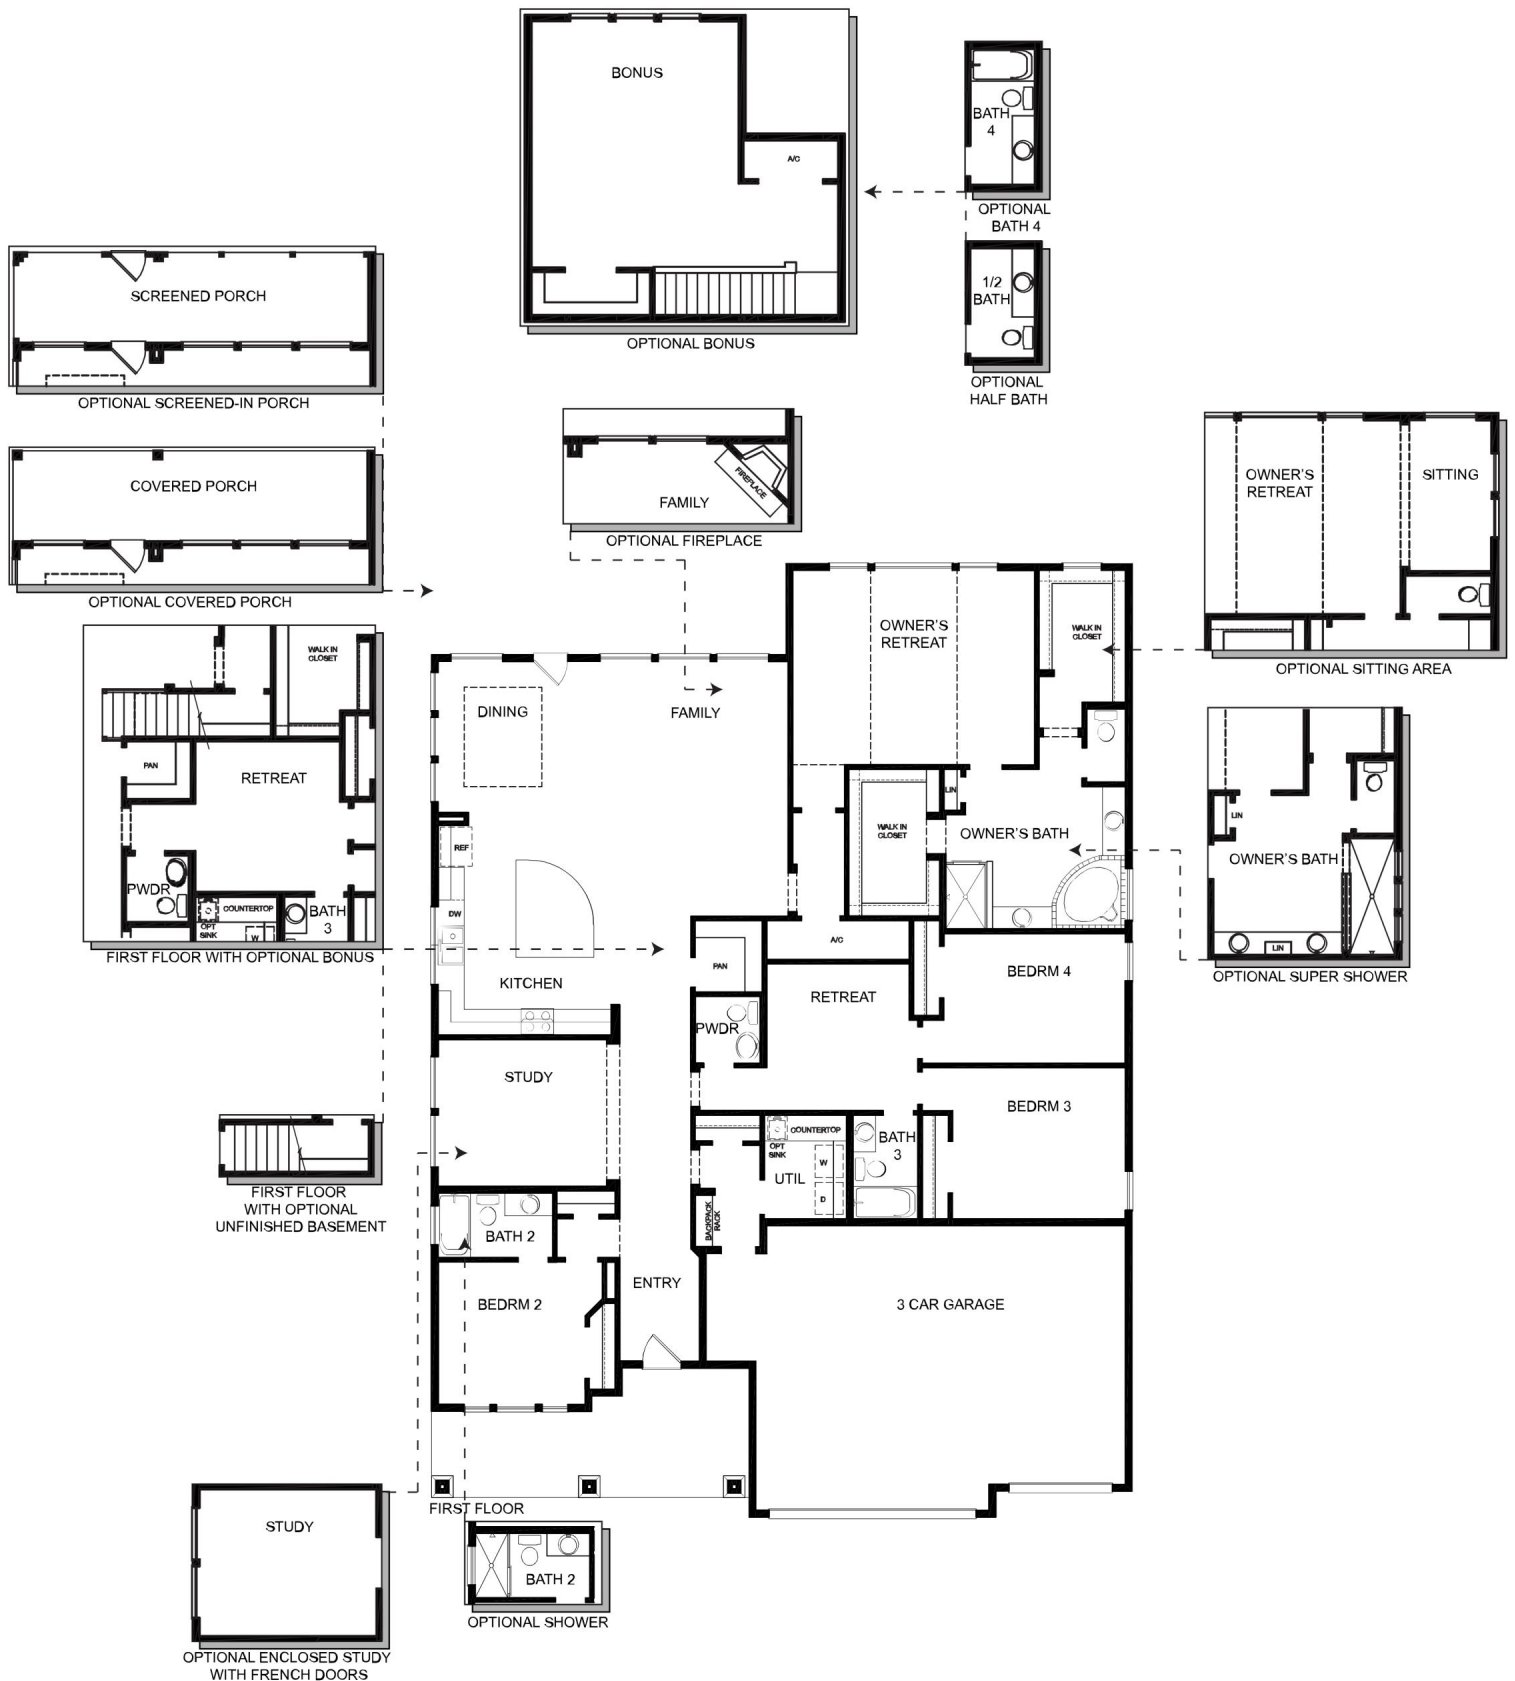 BONUS
A/C
OPTIONAL BONUS
BATH
4
OPTIONAL
BATH 4
1/2
BATH
OPTIONAL
HALF BATH
SCREENED PORCH
OPTIONAL SCREENED-IN PORCH
COVERED PORCH
OPTIONAL COVERED PORCH
FIREPLACE
FAMILY
OPTIONAL FIREPLACE
OWNER'S
RETREAT
SITTING
OPTIONAL SITTING AREA
WALK IN
CLOSET
PAN
RETREAT
PWDR
COUNTERTOP
OPT
SINK
W
BATH
3
FIRST FLOOR WITH OPTIONAL BONUS
OWNER'S
RETREAT
WALK IN
CLOSET
DINING
FAMILY
LIN
WALK IN
CLOSET
OWNER'S BATH
REF
DW
KITCHEN
A/C
PAN
BEDRM 4
RETREAT
PWDR
STUDY
BEDRM 3
COUNTERTOP
OPT
SINK
W
D
UTIL
BATH
3
BACKPACK
RACK
BATH 2
ENTRY
BEDRM 2
3 CAR GARAGE
FIRST FLOOR
LIN
OWNER'S BATH
LIN
OPTIONAL SUPER SHOWER
FIRST FLOOR
WITH OPTIONAL
UNFINISHED BASEMENT
STUDY
OPTIONAL ENCLOSED STUDY
WITH FRENCH DOORS
BATH 2
OPTIONAL SHOWER